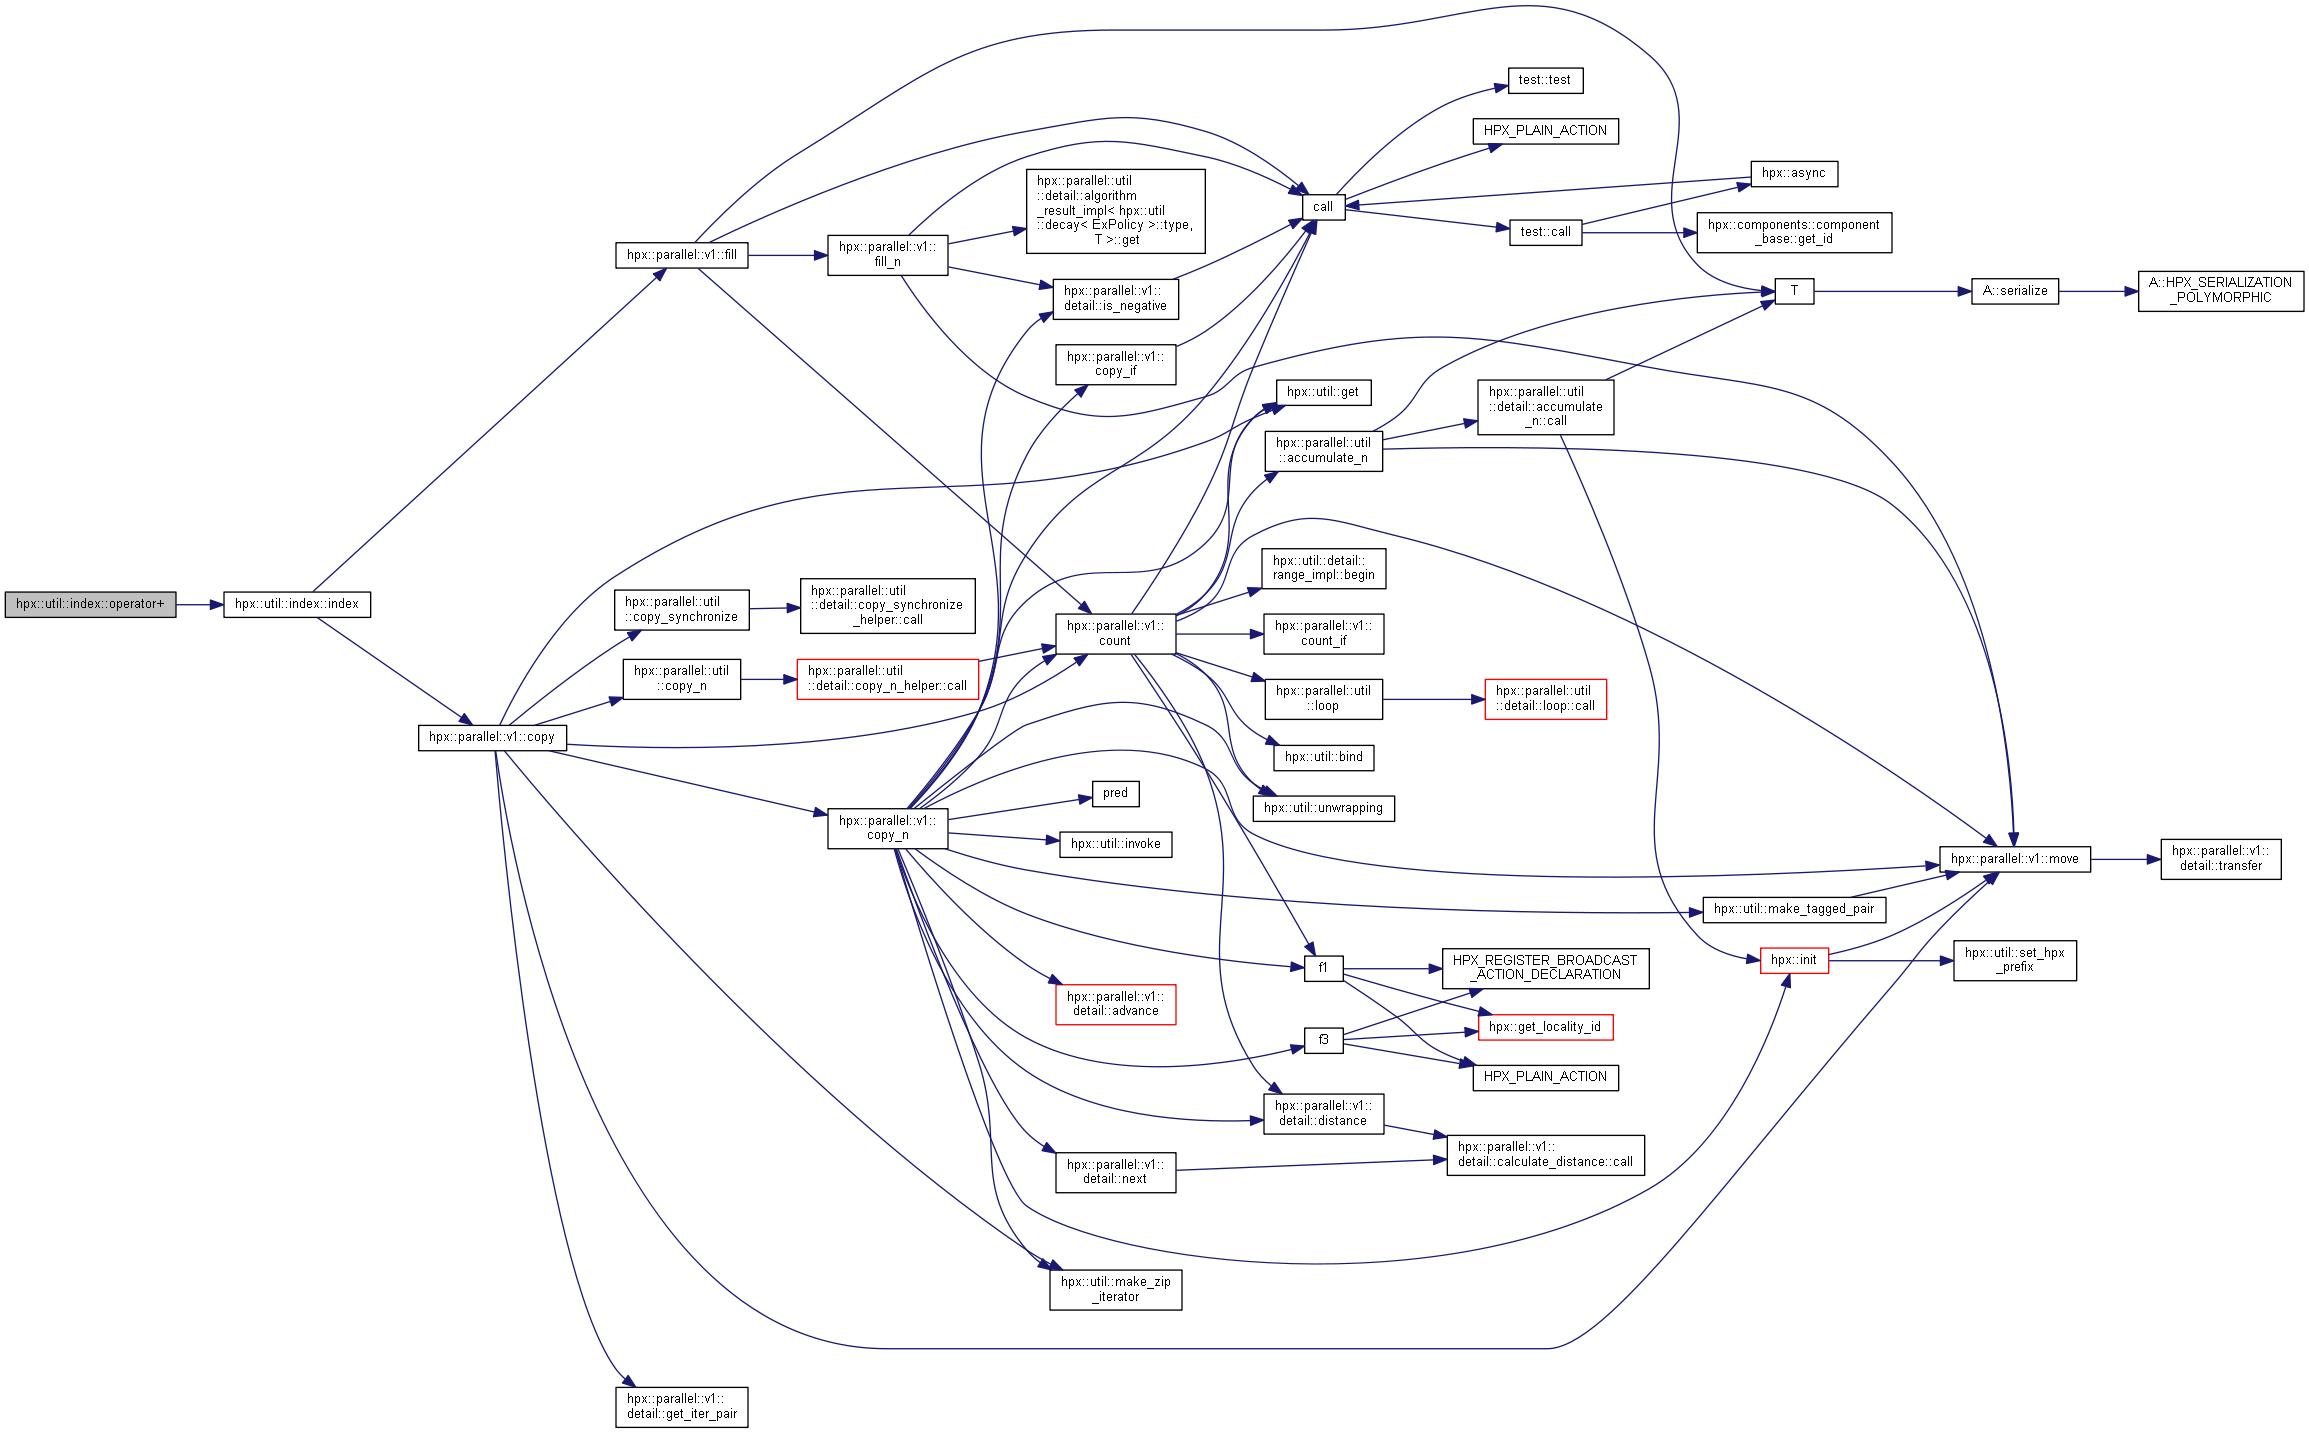 hpx::util::index::operator+
hpx::util::index::index
hpx::parallel::v1::fill
hpx::parallel::v1::copy
hpx::parallel::util
::copy_synchronize
hpx::parallel::util
::copy_n
hpx::parallel::v1::
detail::get_iter_pair
hpx::parallel::v1::
fill_n
hpx::parallel::util
::detail::copy_synchronize
_helper::call
hpx::parallel::util
::detail::copy_n_helper::call
hpx::parallel::v1::
copy_n
hpx::parallel::util
::detail::algorithm
_result_impl< hpx::util
::decay< ExPolicy >::type,
T >::get
hpx::parallel::v1::
detail::is_negative
hpx::parallel::v1::
copy_if
hpx::parallel::v1::
count
pred
hpx::util::invoke
hpx::parallel::v1::
detail::advance
hpx::parallel::v1::
detail::next
hpx::util::make_zip
_iterator
call
hpx::util::get
hpx::parallel::util
::accumulate_n
hpx::util::detail::
range_impl::begin
hpx::parallel::v1::
count_if
hpx::parallel::util
::loop
hpx::util::bind
hpx::util::unwrapping
f1
f3
hpx::parallel::v1::
detail::distance
test::test
HPX_PLAIN_ACTION
test::call
hpx::parallel::util
::detail::accumulate
_n::call
hpx::parallel::util
::detail::loop::call
HPX_REGISTER_BROADCAST
_ACTION_DECLARATION
hpx::get_locality_id
HPX_PLAIN_ACTION
hpx::parallel::v1::
detail::calculate_distance::call
hpx::async
hpx::components::component
_base::get_id
T
hpx::util::make_tagged_pair
hpx::init
A::serialize
hpx::parallel::v1::move
hpx::util::set_hpx
_prefix
A::HPX_SERIALIZATION
_POLYMORPHIC
hpx::parallel::v1::
detail::transfer